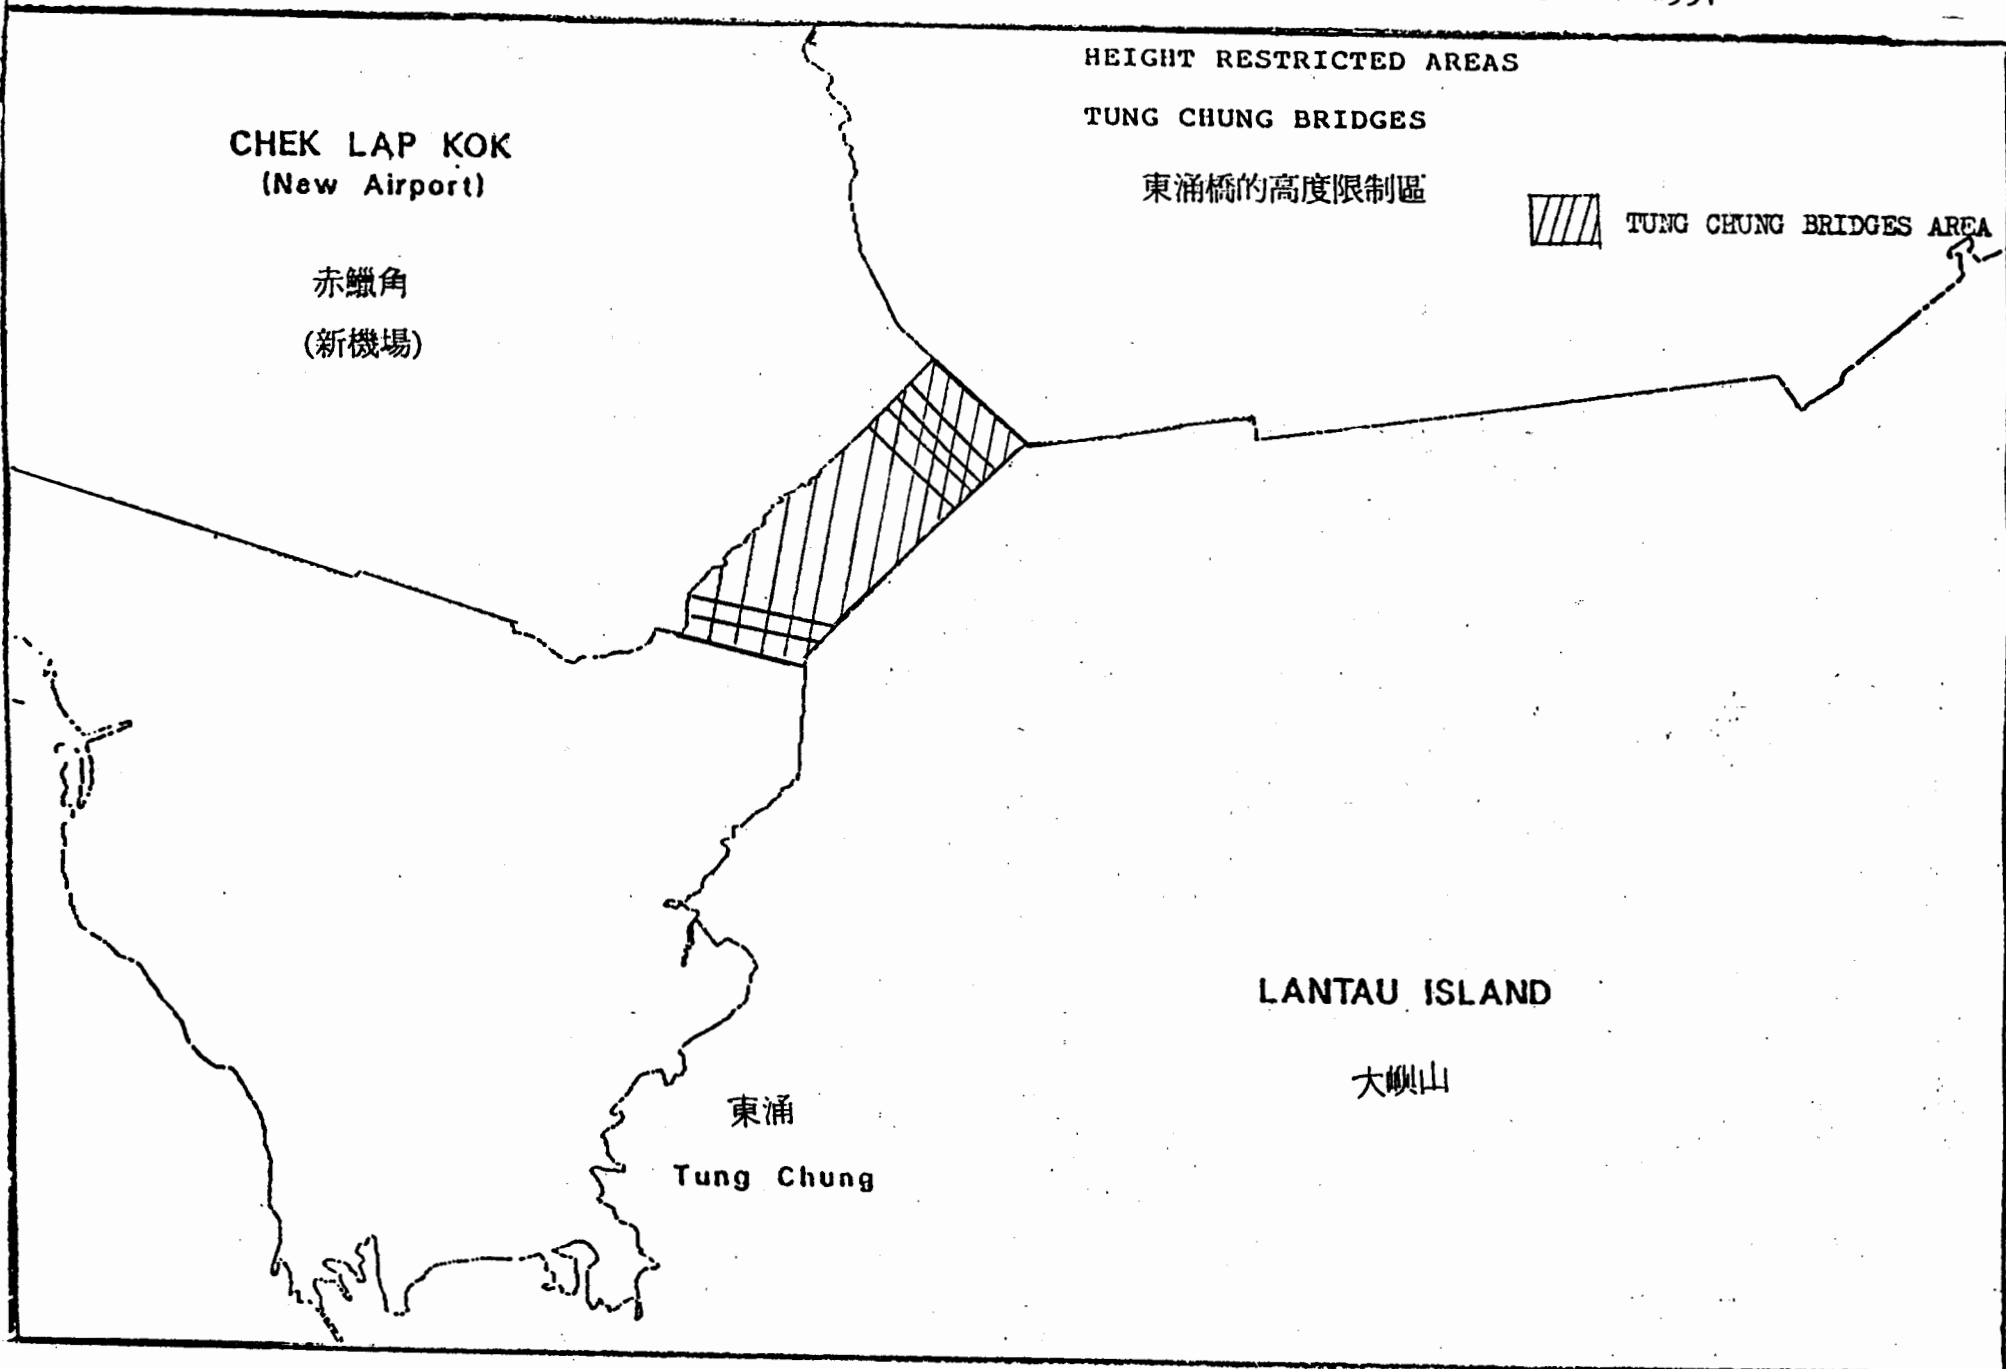 HEIGHT RESTRICTED AREAS
TUNG CHUNG BRIDGES
東涌橋的高度限制區
TUNG CHUNG BRIDGES AREA
CHEK LAP KOK
(New Airport)
赤鱲角
(新機場)
LANTAU ISLAND
大嶼山
東涌
Tung Chung